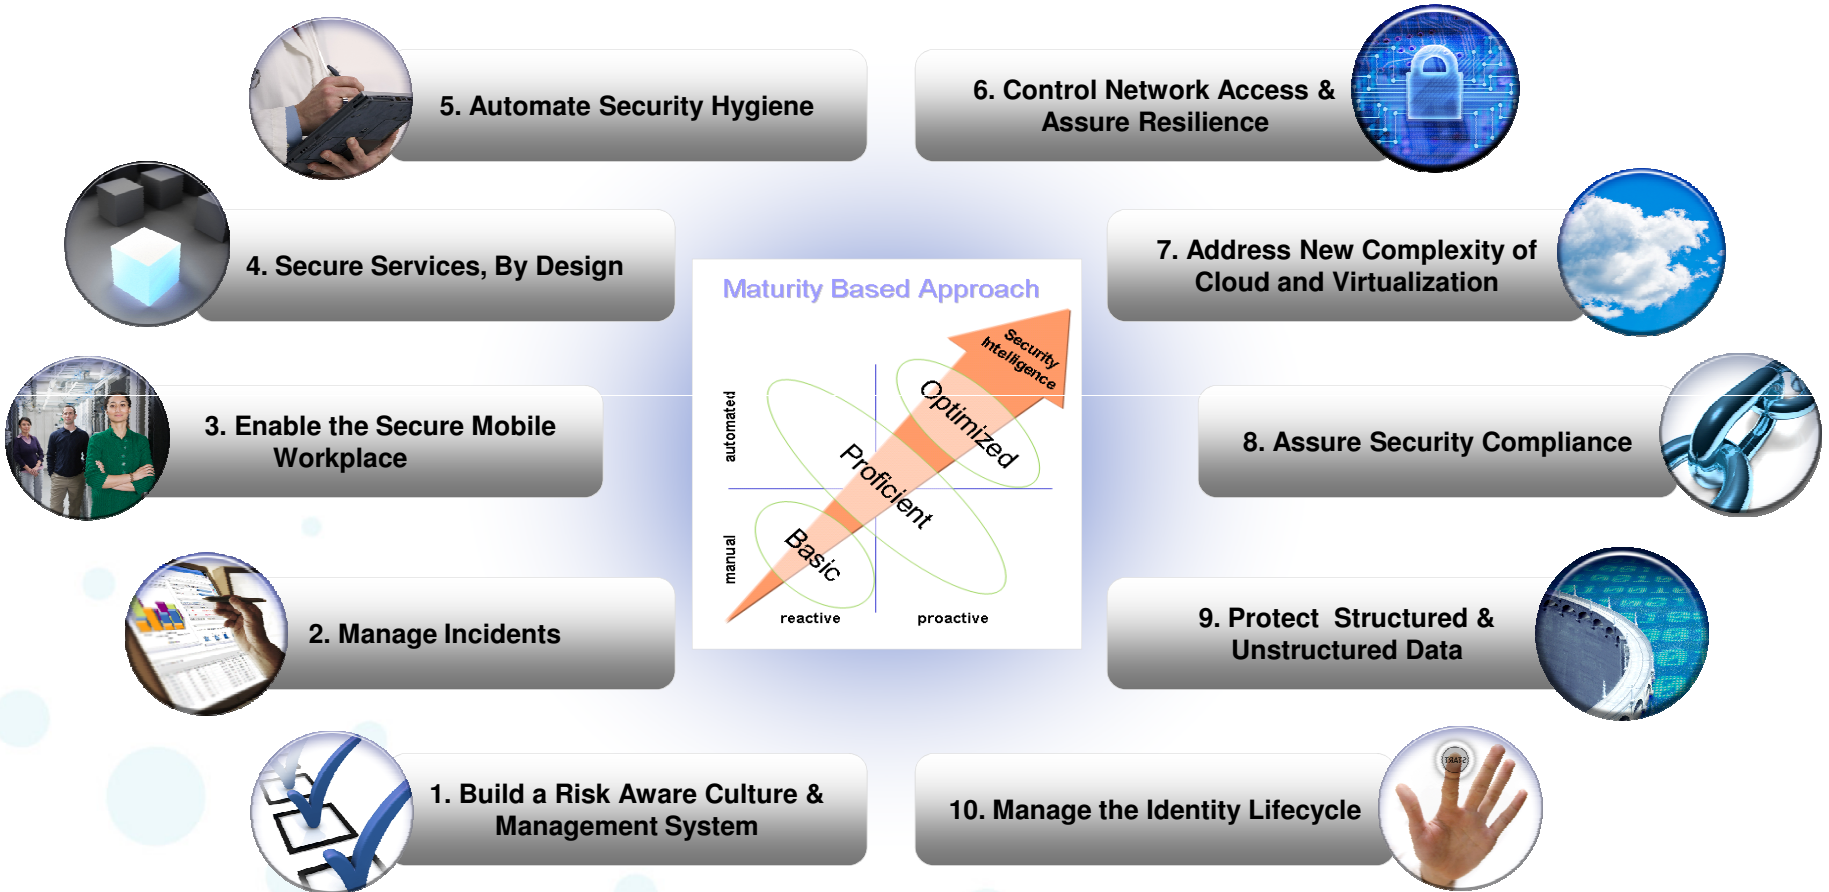 5. Automate Security Hygiene
6. Control Network Access &
Assure Resilience
4. Secure Services, By Design
7. Address New Complexity of
Cloud and Virtualization
3. Enable the Secure Mobile
Workplace
8. Assure Security Compliance
2. Manage Incidents
9. Protect  Structured &
Unstructured Data
1. Build a Risk Aware Culture &
Management System
10. Manage the Identity Lifecycle
START
Maturity Based Approach
Security
Intelligence
Optimized
Proficient
Basic
automated
manual
reactive
proactive